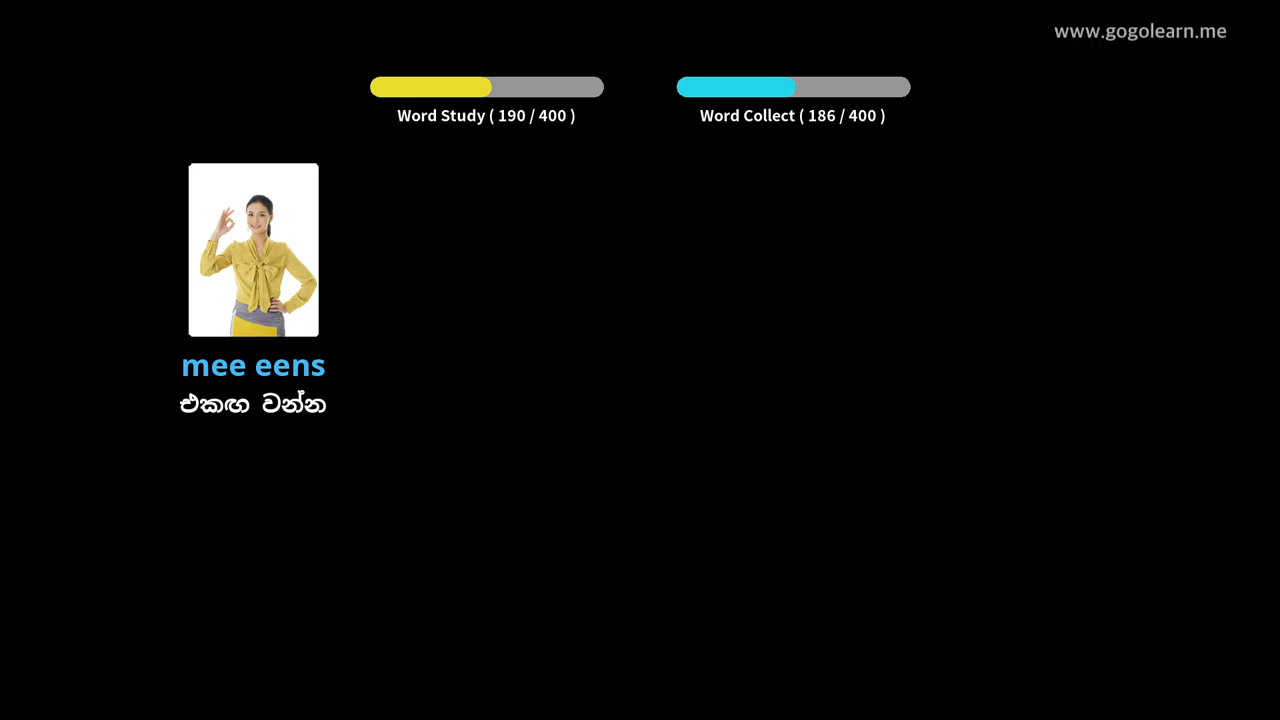 www.gogolearn.me
Word Study ( 190 / 400 )
Word Collect ( 186 / 400 )
mee eens
එකඟ වන්න